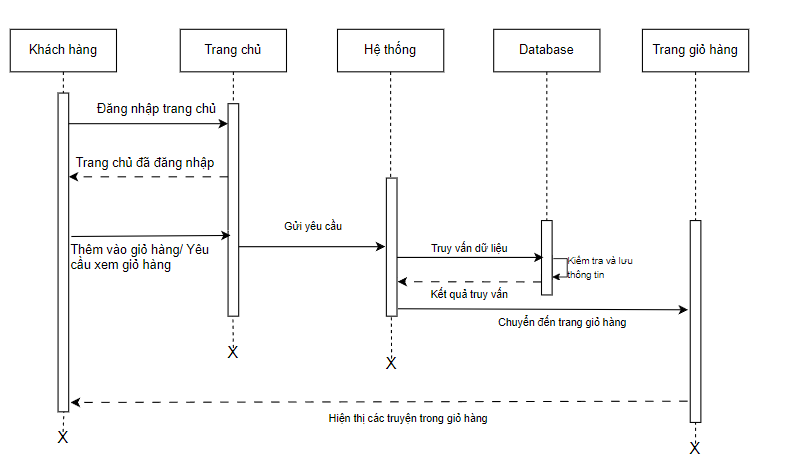 Khách hàng
Trang chủ
Hệ thống
Database
Trang giỏ hàng
Đăng nhập trang chủ
Trang chủ đã đăng nhập
Gửi yêu cầu
Thêm vào giỏ hàng/ Yêu
cầu xem giỏ hàng
Truy vấn dữ liệu
Kiểm tra và lưu
thông tin
Kết quả truy vấn
Chuyển đến trang giỏ hàng
X
X
Hiện thị các truyện trong giỏ hàng
X
X